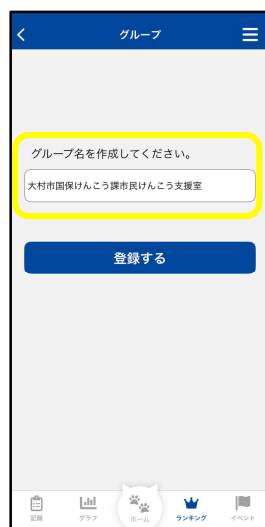 グループ
グループ名を作成してください。
大村市国保けんこう課市民けんこう支援室
登録する
記録
グラフ
ホーム
ランキング
イベント